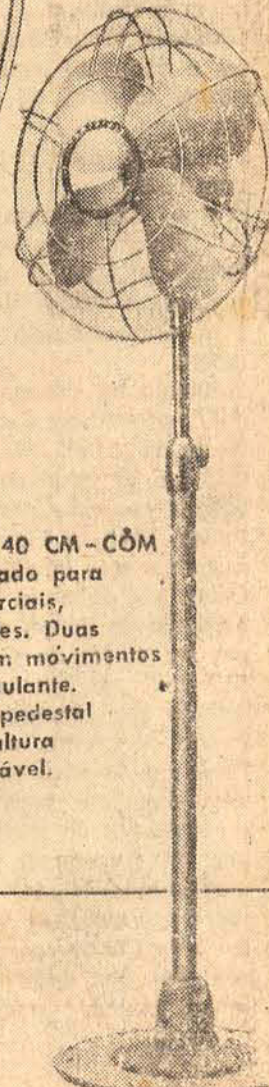 40 CM - CÔM
ado para
rciais,
es. Duas
m movimentos
ulante.
pedestal
ltura
ável.